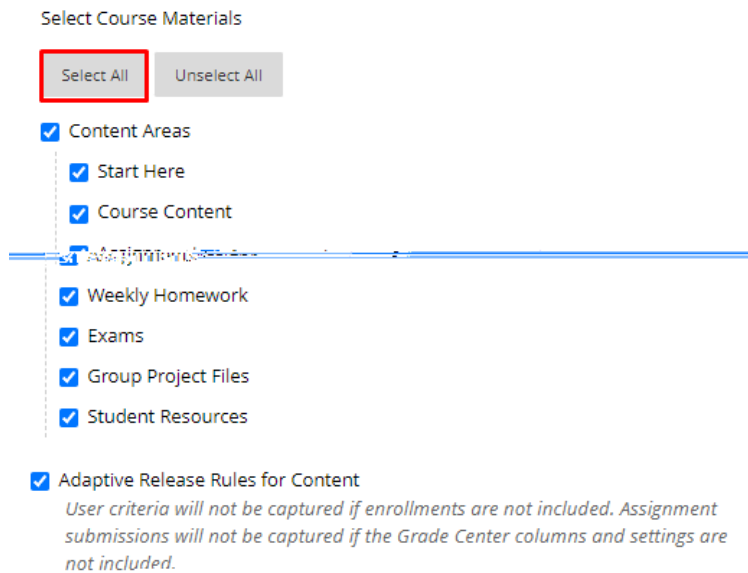 Select Course Materials
Select All
Unselect All
Content Areas
Start Here
Course Content
Weekly Homework
Exams
Group Project Files
Student Resources
Adaptive Release Rules for Content
User criteria will not be captured if enrollments are not included. Assignment
submissions will not be captured if the Grade Center columns and settings are
not included.